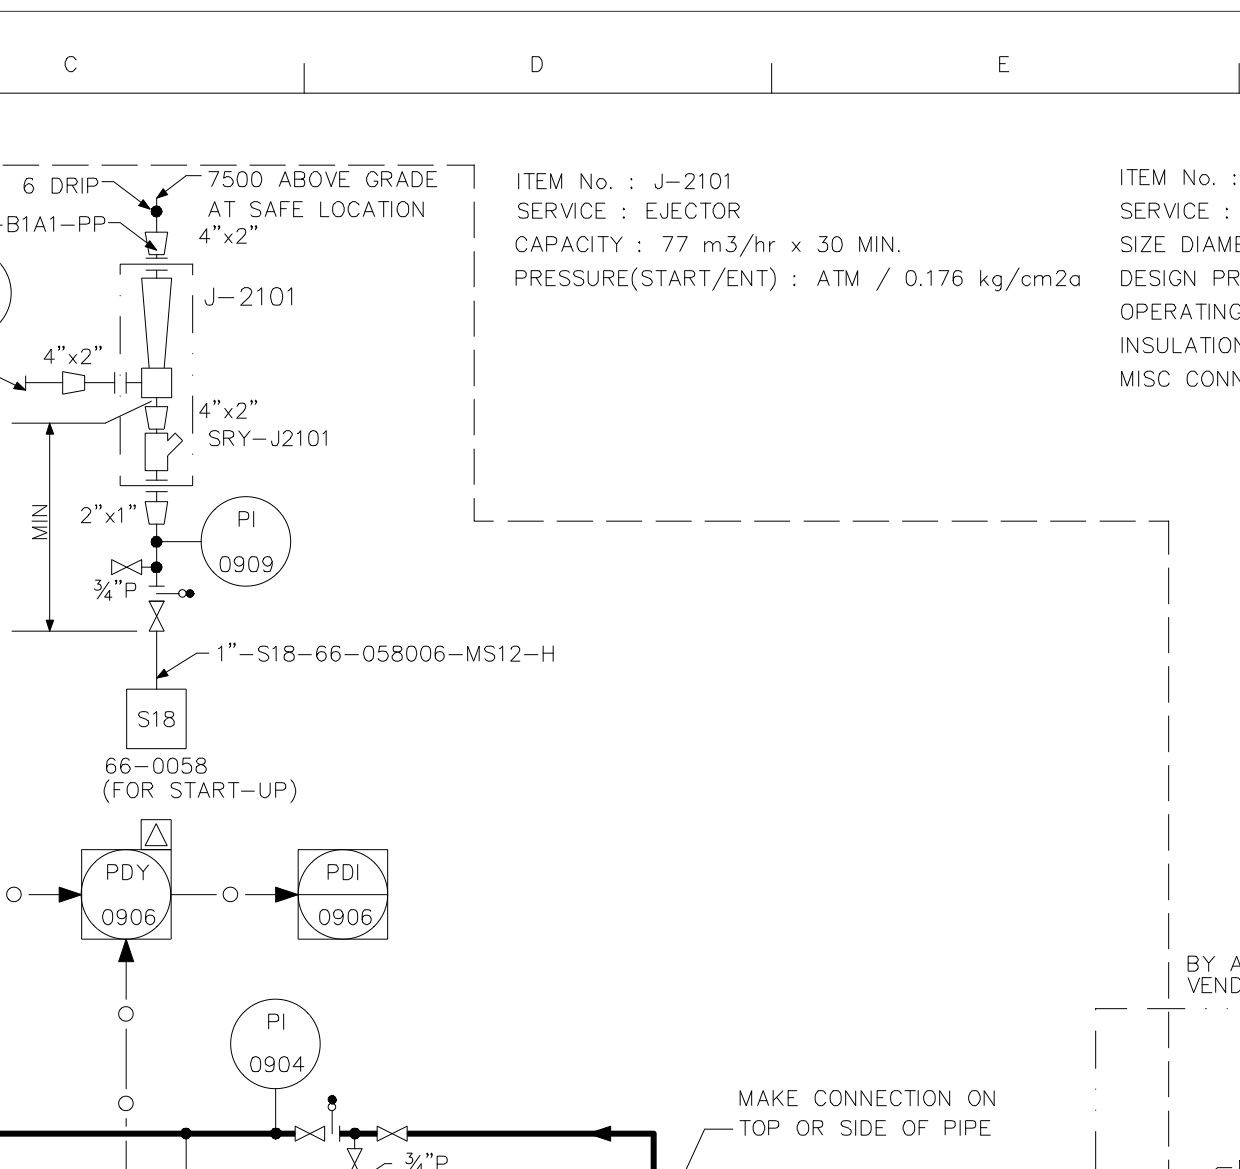 C
D
E
6 DRIP
7500 ABOVE GRADE
AT SAFE LOCATION
-B1A1-PP
4"x2"
J-2101
4"x2"
4"x2"
SRY-J2101
MIN
2"x1"
PI
0909
¾"P
1"-S18-66-058006-MS12-H
S18
66-0058
(FOR START-UP)
ITEM No. : J-2101
SERVICE : EJECTOR
CAPACITY : 77 m3/hr x 30 MIN.
PRESSURE(START/ENT) : ATM / 0.176 kg/cm2a
ITEM No. :
SERVICE :
SIZE DIAME
DESIGN PR
OPERATING
INSULATION
MISC CONN
PDY
0906
PDI
0906
BY A
VEND
PI
0904
MAKE CONNECTION ON
TOP OR SIDE OF PIPE
¾"P